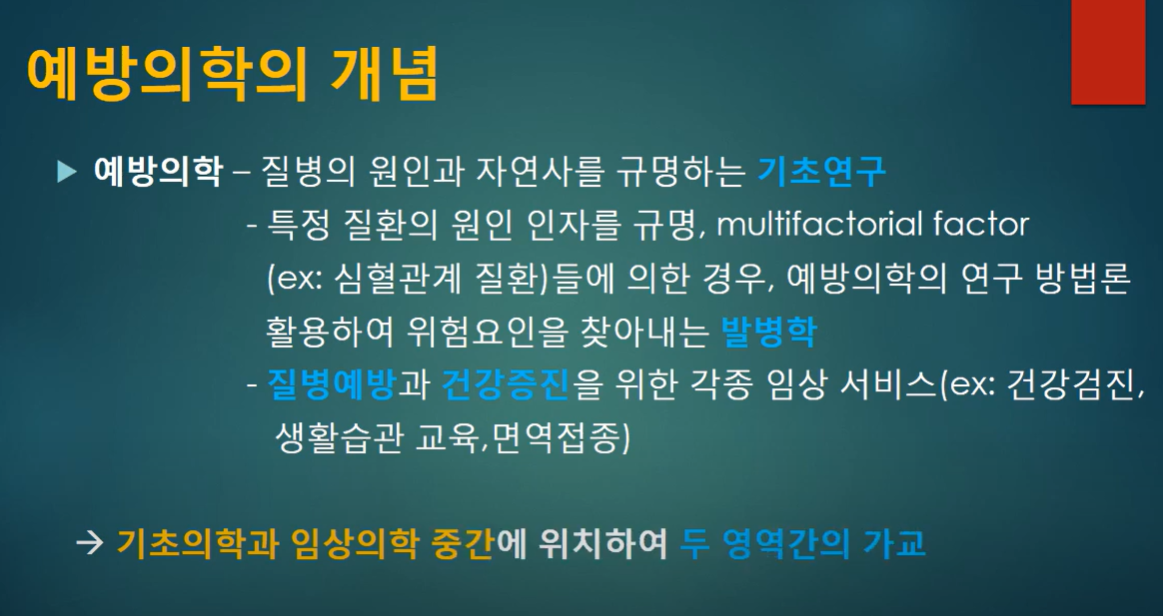 예방의학의 개념
▶ 예방의학 – 질병의 원인과 자연사를 규명하는 기초연구
- 특정 질환의 원인 인자를 규명, multifactorial factor
(ex: 심혈관계 질환)들에 의한 경우, 예방의학의 연구 방법론
활용하여 위험요인을 찾아내는 발병학
- 질병예방과 건강증진을 위한 각종 임상 서비스(ex: 건강검진,
생활습관 교육,면역접종)
→ 기초의학과 임상의학 중간에 위치하여 두 영역간의 가교